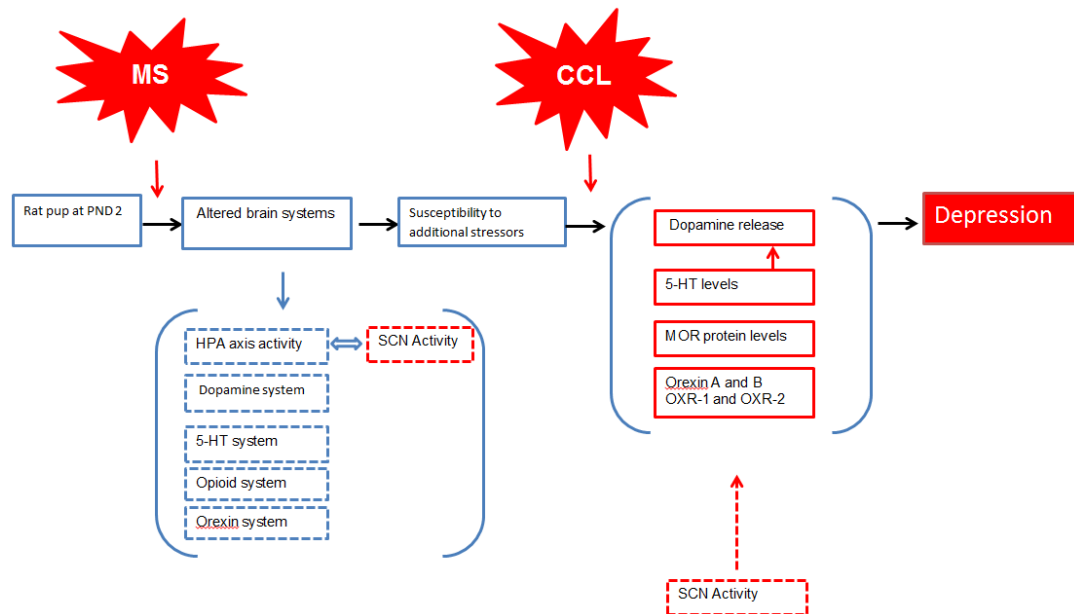 MS
CCL
Rat pup at PND 2
Altered brain systems
Susceptibility to
additional stressors
Dopamine release
5-HT levels
MOR protein levels
Orexin A and B
OXR-1 and OXR-2
Depression
HPA axis activity
SCN Activity
Dopamine system
5-HT system
Opioid system
Orexin system
SCN Activity